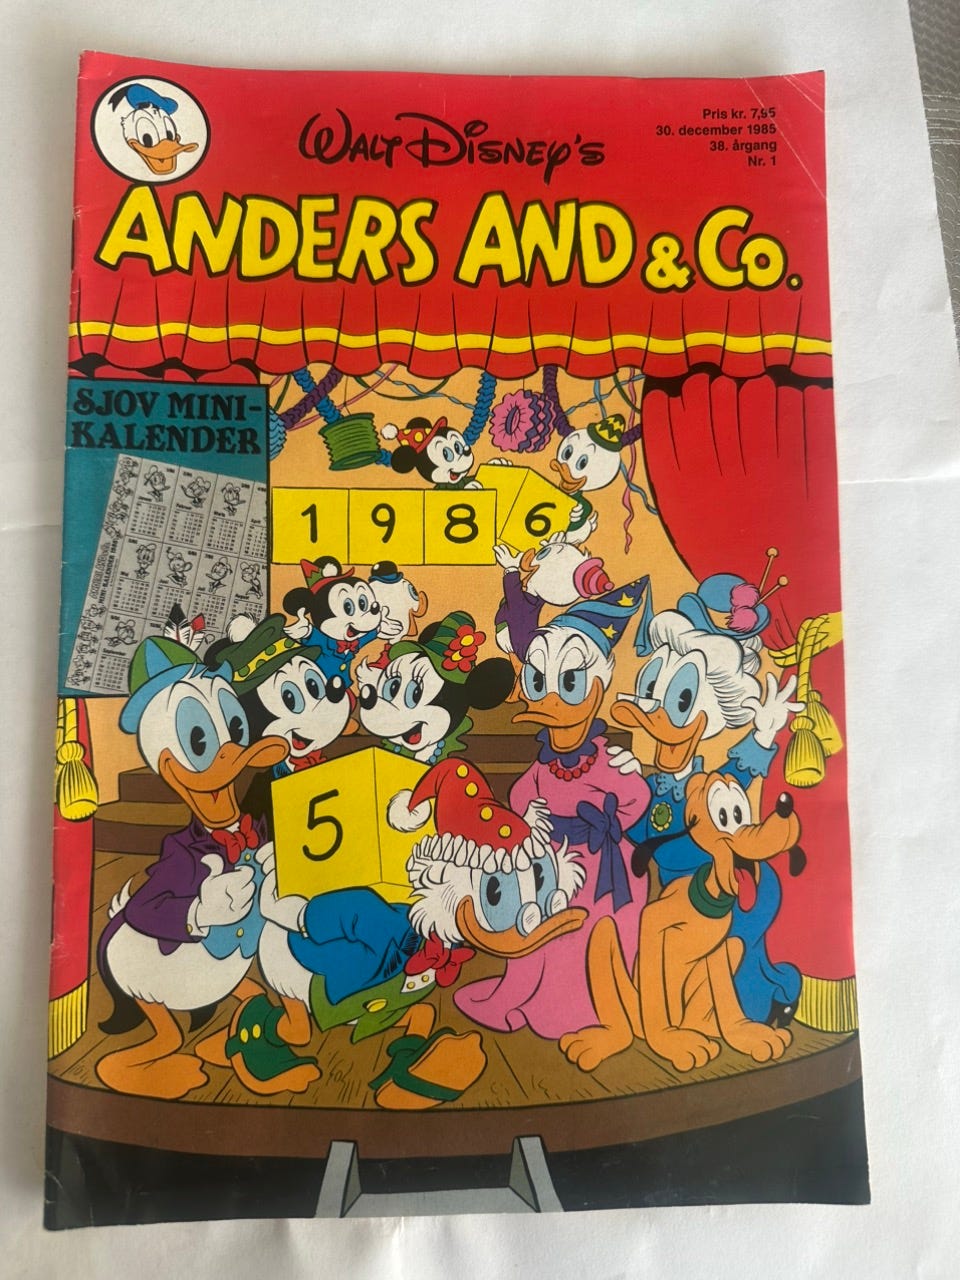 WALT DISNEY'S
Pris kr. 7,95
30. december 1985
38. årgang
Nr. 1
ANDERS AND & Co.
SJOV MINI-
KALENDER
1986
5